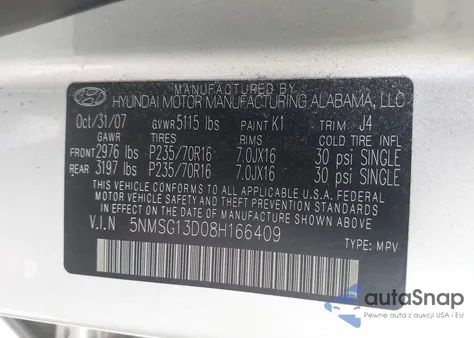 MANUFACTURED BY
HYUNDAI MOTOR MANUFACTURING ALABAMA, LLC
Oct/31/07 GVWR 5115 lbs PAINT K1 TRIM J4
GAWR TIRES RIMS COLD TIRE INFL
FRONT 2976 lbs P235/70R16 7.0JX16 30 psi SINGLE
REAR 3197 lbs P235/70R16 7.0JX16 30 psi SINGLE
THIS VEHICLE CONFORMS TO ALL APPLICABLE U.S.A FEDERAL
MOTOR VEHICLE SAFETY AND THEFT PREVENTION STANDARDS
IN EFFECT ON THE DATE OF MANUFACTURE SHOWN ABOVE.
V.I.N 5NMSG13D08H166409
TYPE: MPV
autoSnap
Pewne auta z aukcji USA i EU